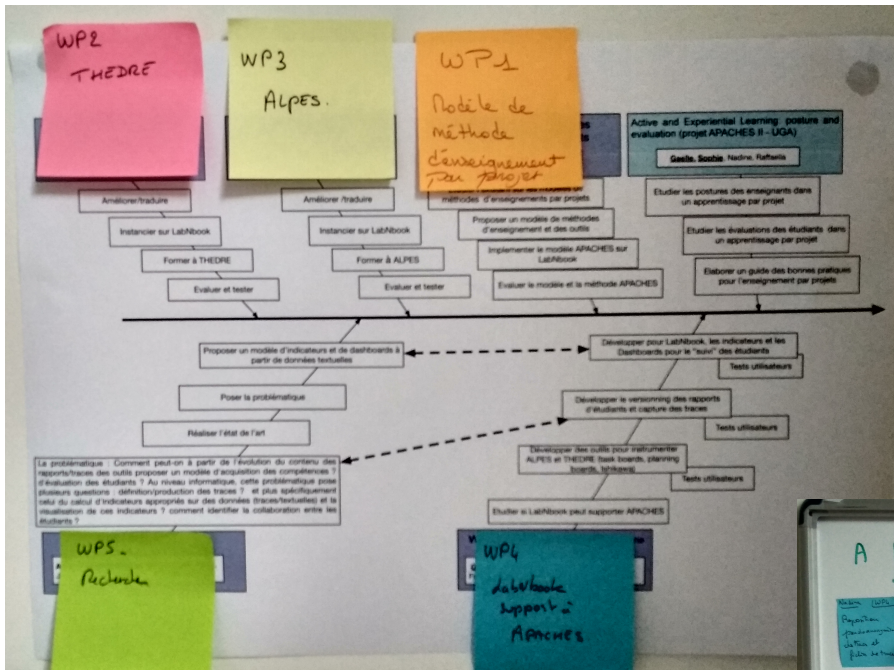 WP2
THEDRE
WP3
ALPES.
WP1
Modèle de
méthode
d'enseignement
par projet
Active and Experiential Learning: posture and
evaluation (projet APACHES II - UGA)
Gaelle, Sophie, Nadine, Raffaella
Améliorer/traduire
Instancier sur LabNbook
Former à THEDRE
Evaluer et tester
Améliorer /traduire
Instancier sur LabNbook
Former à ALPES
Evaluer et tester
méthodes d'enseignements par projets
Proposer un modèle de méthodes
d'enseignement et des outils
Implementer le modèle APACHES sur
LabNbook
Evaluer le modèle et la méthode APACHES
Etudier les postures des enseignants dans
un apprentissage par projet
Etudier les évaluations des étudiants dans
un apprentissage par projet
Elaborer un guide des bonnes pratiques
pour l'enseignement par projets
Proposer un modèle d'indicateurs et de dashboards à
partir de données textuelles
Poser la problématique
Réaliser l'état de l'art
La problématique : Comment peut-on à partir de l'évolution du contenu des
rapports/traces des outils proposer un modèle d'acquisition des compétences ?
d'évaluation des étudiants ? Au niveau informatique, cette problématique pose
plusieurs questions : définition/production des traces ? et plus spécifiquement
celui du calcul d'indicateurs appropriés sur des données (traces/textuelles) et la
visualisation de ces indicateurs ? comment identifier la collaboration entre les
étudiants ?
Développer pour LabNbook, les indicateurs et les
Dashboards pour le "suivi" des étudiants
Tests utilisateurs
Développer le versionning des rapports
d'étudiants et capture des traces
Tests utilisateurs
Développer des outils pour instrumenter
ALPES et THEDRE (task boards, planning
boards, Ishikawa)
Tests utilisateurs
Etudier si LabNbook peut supporter APACHES
WP5.
Recherche
WP4
LabNbook
support à
APACHES
A